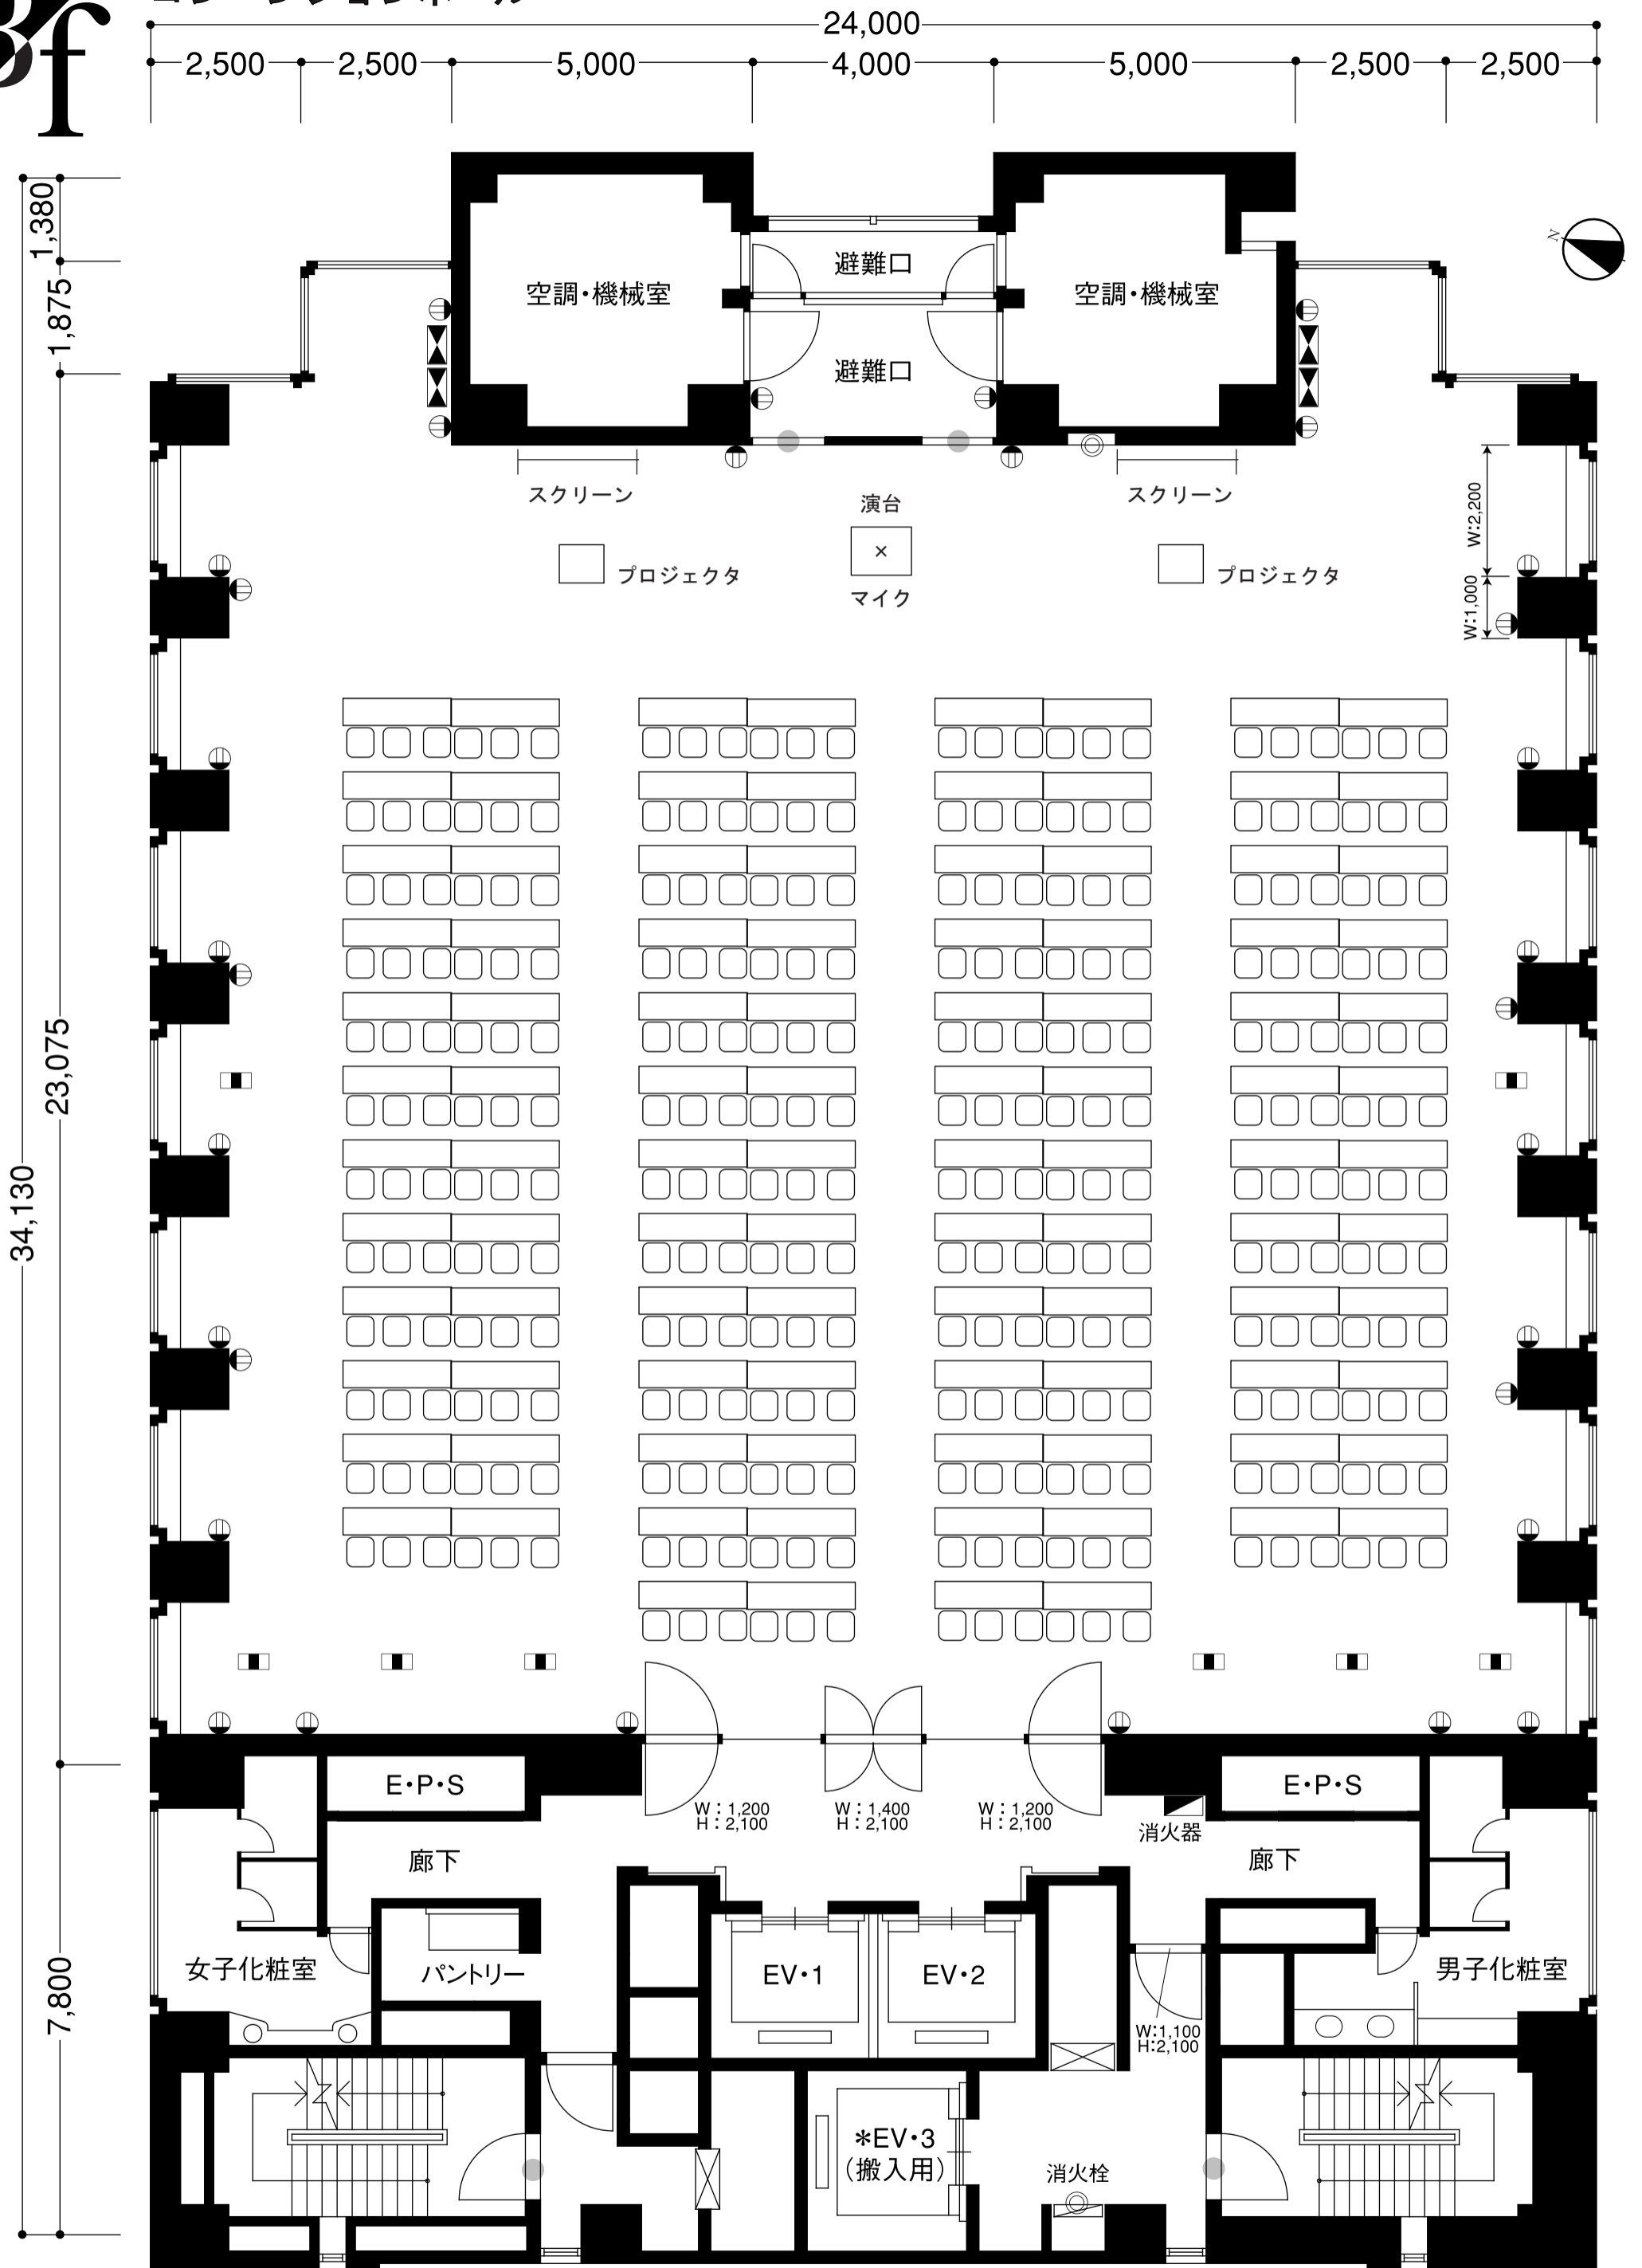 f
24,000
2,500 2,500 5,000 4,000 5,000 2,500 2,500
1,380
1,875
23,075
34,130
7,800
N
避難口
空調・機械室
空調・機械室
避難口
スクリーン
演台
スクリーン
×
プロジェクタ
プロジェクタ
マイク
W:2,200
W:1,000
E・P・S
E・P・S
W：1,200
H：2,100
W：1,400
H：2,100
W：1,200
H：2,100
消火器
廊下
廊下
女子化粧室
パントリー
EV・1
EV・2
男子化粧室
W:1,100
H:2,100
*EV・3
（搬入用）
消火栓